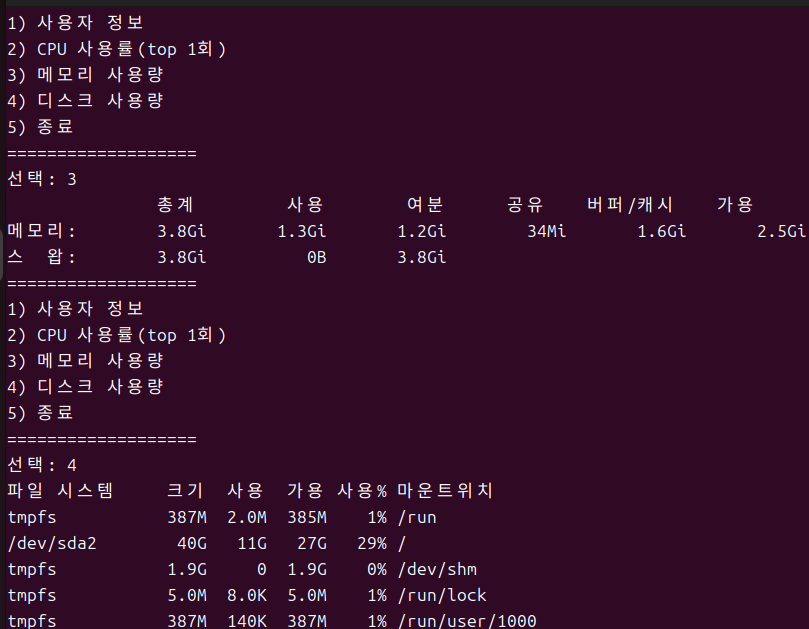 1) 사용자 정보
2) CPU 사용률(top 1회)
3) 메모리 사용량
4) 디스크 사용량
5) 종료
===================
선택: 3
총계 사용 여분 공유 버퍼/캐시 가용
메모리: 3.8Gi 1.3Gi 1.2Gi 34Mi 1.6Gi 2.5Gi
스 왑: 3.8Gi 0B 3.8Gi
===================
1) 사용자 정보
2) CPU 사용률(top 1회)
3) 메모리 사용량
4) 디스크 사용량
5) 종료
===================
선택: 4
파일 시스템 크기 사용 가용 사용% 마운트위치
tmpfs 387M 2.0M 385M 1% /run
/dev/sda2 40G 11G 27G 29% /
tmpfs 1.9G 0 1.9G 0% /dev/shm
tmpfs 5.0M 8.0K 5.0M 1% /run/lock
tmpfs 387M 140K 387M 1% /run/user/1000